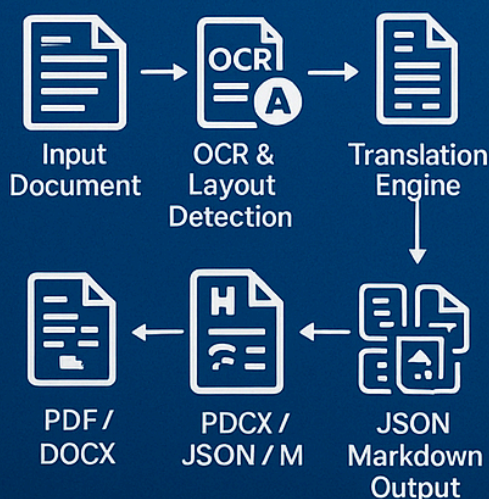 OCR
A
Input
Document
OCR &
Layout
Detection
Translation
Engine
JSON
Markdown
Output
H
PDCX /
JSON / M
PDF /
DOCX